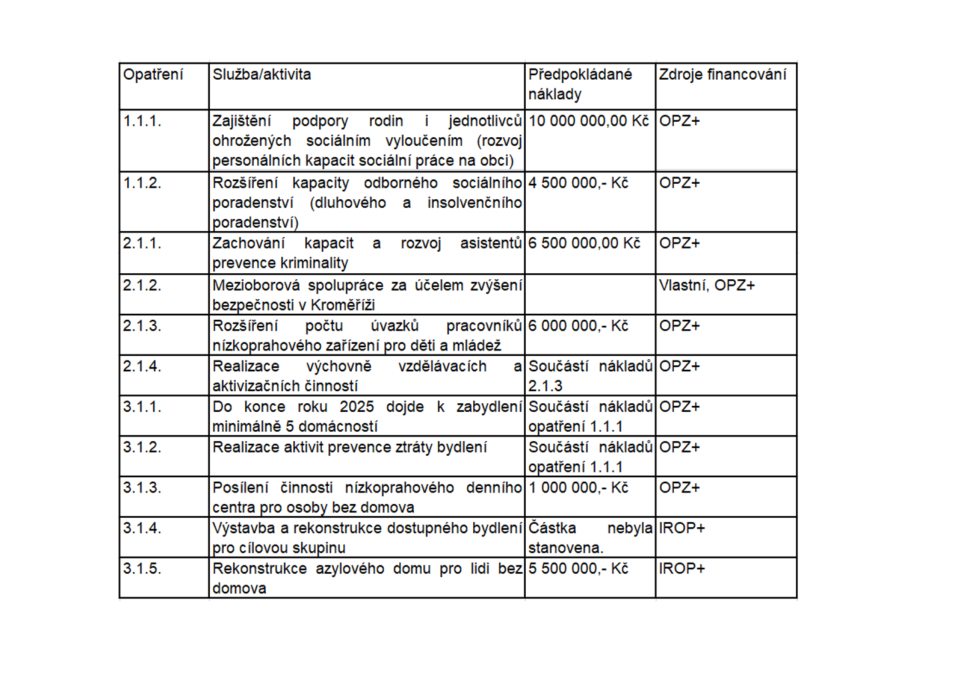 Opatření Služba/aktivita Předpokládané náklady Zdroje financování
1.1.1. Zajištění podpory rodin i jednotlivců 10 000 000,00 Kč OPZ+
ohrožených sociálním vyloučením (rozvoj
personálních kapacit sociální práce na obci)
1.1.2. Rozšíření kapacity odborného sociálního 4 500 000,- Kč OPZ+
poradenství (dluhového a insolvenčního
poradenství)
2.1.1. Zachování kapacit a rozvoj asistentů 6 500 000,00 Kč OPZ+
prevence kriminality
2.1.2. Mezioborová spolupráce za účelem zvýšení Vlastní, OPZ+
bezpečnosti v Kroměříži
2.1.3. Rozšíření počtu úvazků pracovníků 6 000 000,- Kč OPZ+
nízkoprahového zařízení pro děti a mládež
2.1.4. Realizace výchovně vzdělávacích a Součástí nákladů OPZ+
aktivizačních činností 2.1.3
3.1.1. Do konce roku 2025 dojde k zabydlení Součástí nákladů OPZ+
minimálně 5 domácností opatření 1.1.1
3.1.2. Realizace aktivit prevence ztráty bydlení Součástí nákladů OPZ+
opatření 1.1.1
3.1.3. Posílení činnosti nízkoprahového denního 1 000 000,- Kč OPZ+
centra pro osoby bez domova
3.1.4. Výstavba a rekonstrukce dostupného bydlení Částka nebyla IROP+
pro cílovou skupinu stanovena.
3.1.5. Rekonstrukce azylového domu pro lidi bez 5 500 000,- Kč IROP+
domova